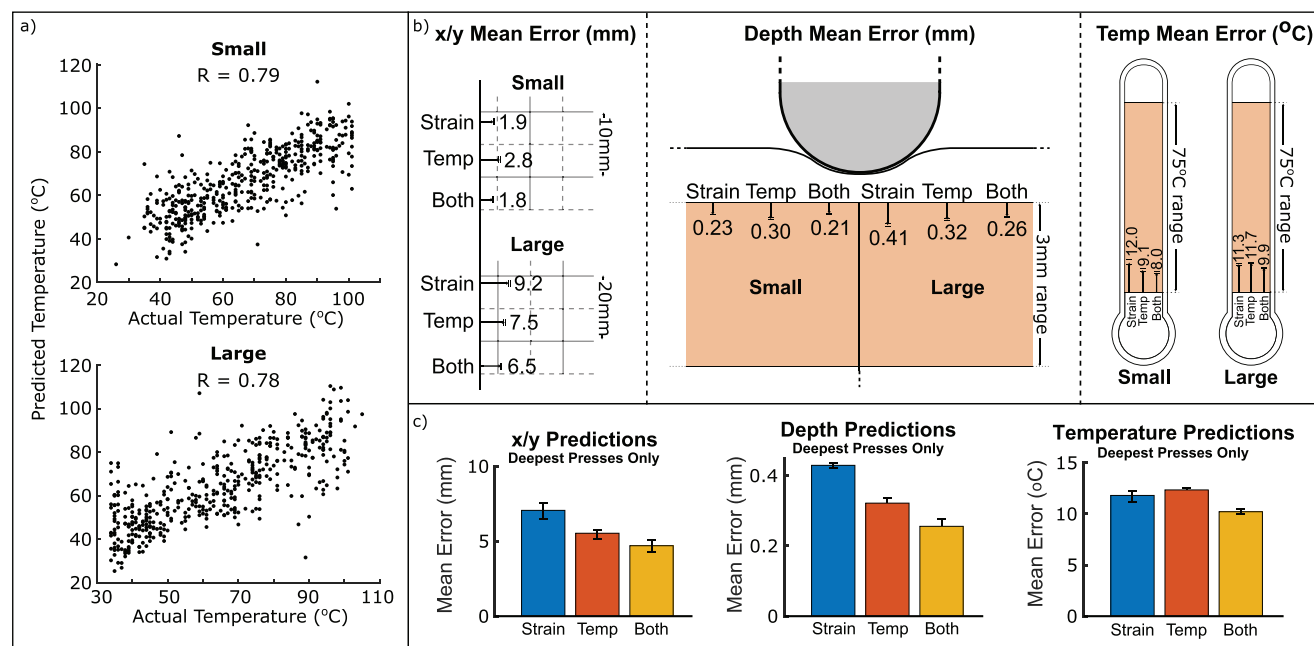 a)
Small
R = 0.79
120
100
80
60
40
20
20 40 60 80 100
Actual Temperature (°C)
Predicted Temperature (°C)
Large
R = 0.78
120
100
80
60
40
20
30 50 70 90 110
Actual Temperature (°C)
b)
x/y Mean Error (mm)
Small
Strain 1.9
Temp 2.8
Both 1.8
-10mm-
Large
Strain 9.2
Temp 7.5
Both 6.5
-20mm-
Depth Mean Error (mm)
Strain Temp Both Strain Temp Both
0.23 0.30 0.21 0.41 0.32 0.26
Small Large
3mm range
Temp Mean Error (°C)
75°C range
12.0
9.1
8.0
Strain
Temp
Both
Small
75°C range
11.3
11.7
9.9
Strain
Temp
Both
Large
c)
x/y Predictions
Deepest Presses Only
Mean Error (mm)
10
5
0
Strain Temp Both
Depth Predictions
Deepest Presses Only
Mean Error (mm)
0.4
0.2
0
Strain Temp Both
Temperature Predictions
Deepest Presses Only
Mean Error (oC)
15
10
5
0
Strain Temp Both